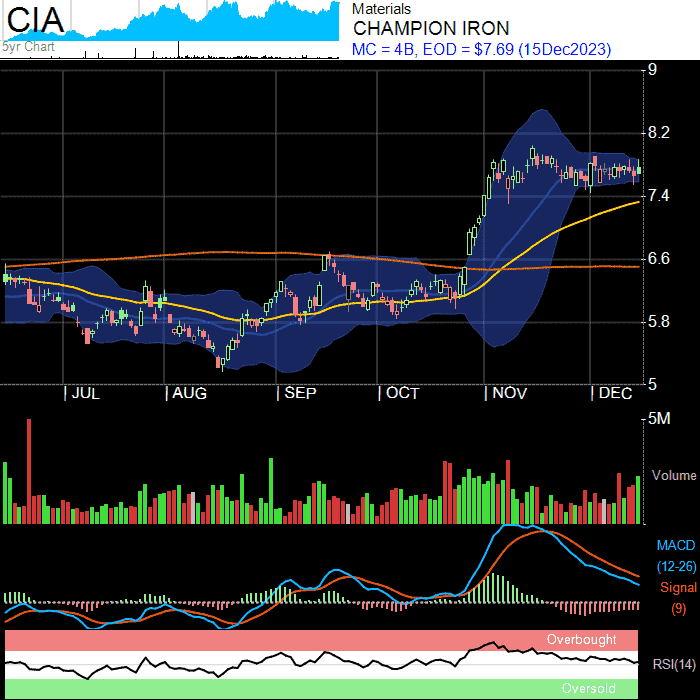 CIA
5yr Chart
Materials
CHAMPION IRON
MC = 4B, EOD = $7.69 (15Dec2023)
9
8.2
7.4
6.6
5.8
5
| JUL | AUG | SEP | OCT | NOV | DEC
5M
Volume
MACD
(12-26)
Signal
(9)
Overbought
RSI(14)
Oversold